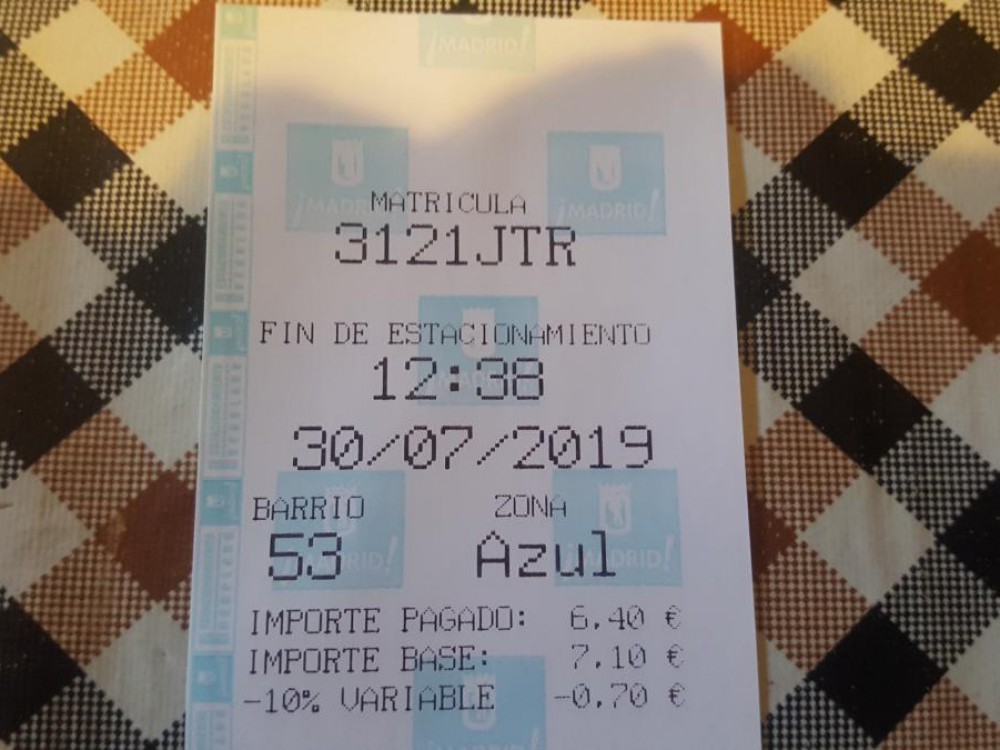 ¡MADRID!
¡MADRID!
¡MADRID!
MATRICULA
3121JTR
FIN DE ESTACIONAMIENTO
12:38
30/07/2019
BARRIO ZONA
53 Azul
IMPORTE PAGADO: 6,40 €
IMPORTE BASE: 7,10 €
-10% VARIABLE -0,70 €